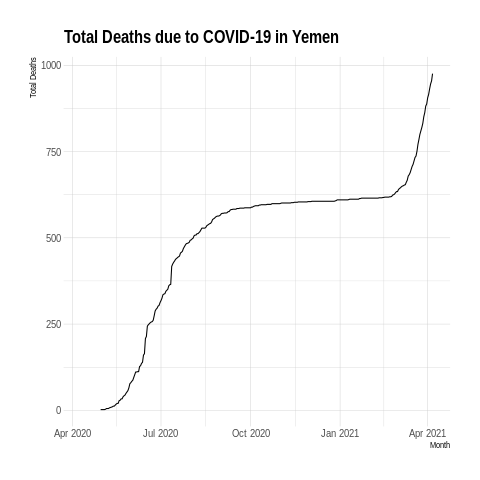 Total Deaths due to COVID-19 in Yemen
Total Deaths
1000
750
500
250
0
Apr 2020 Jul 2020 Oct 2020 Jan 2021 Apr 2021
Month